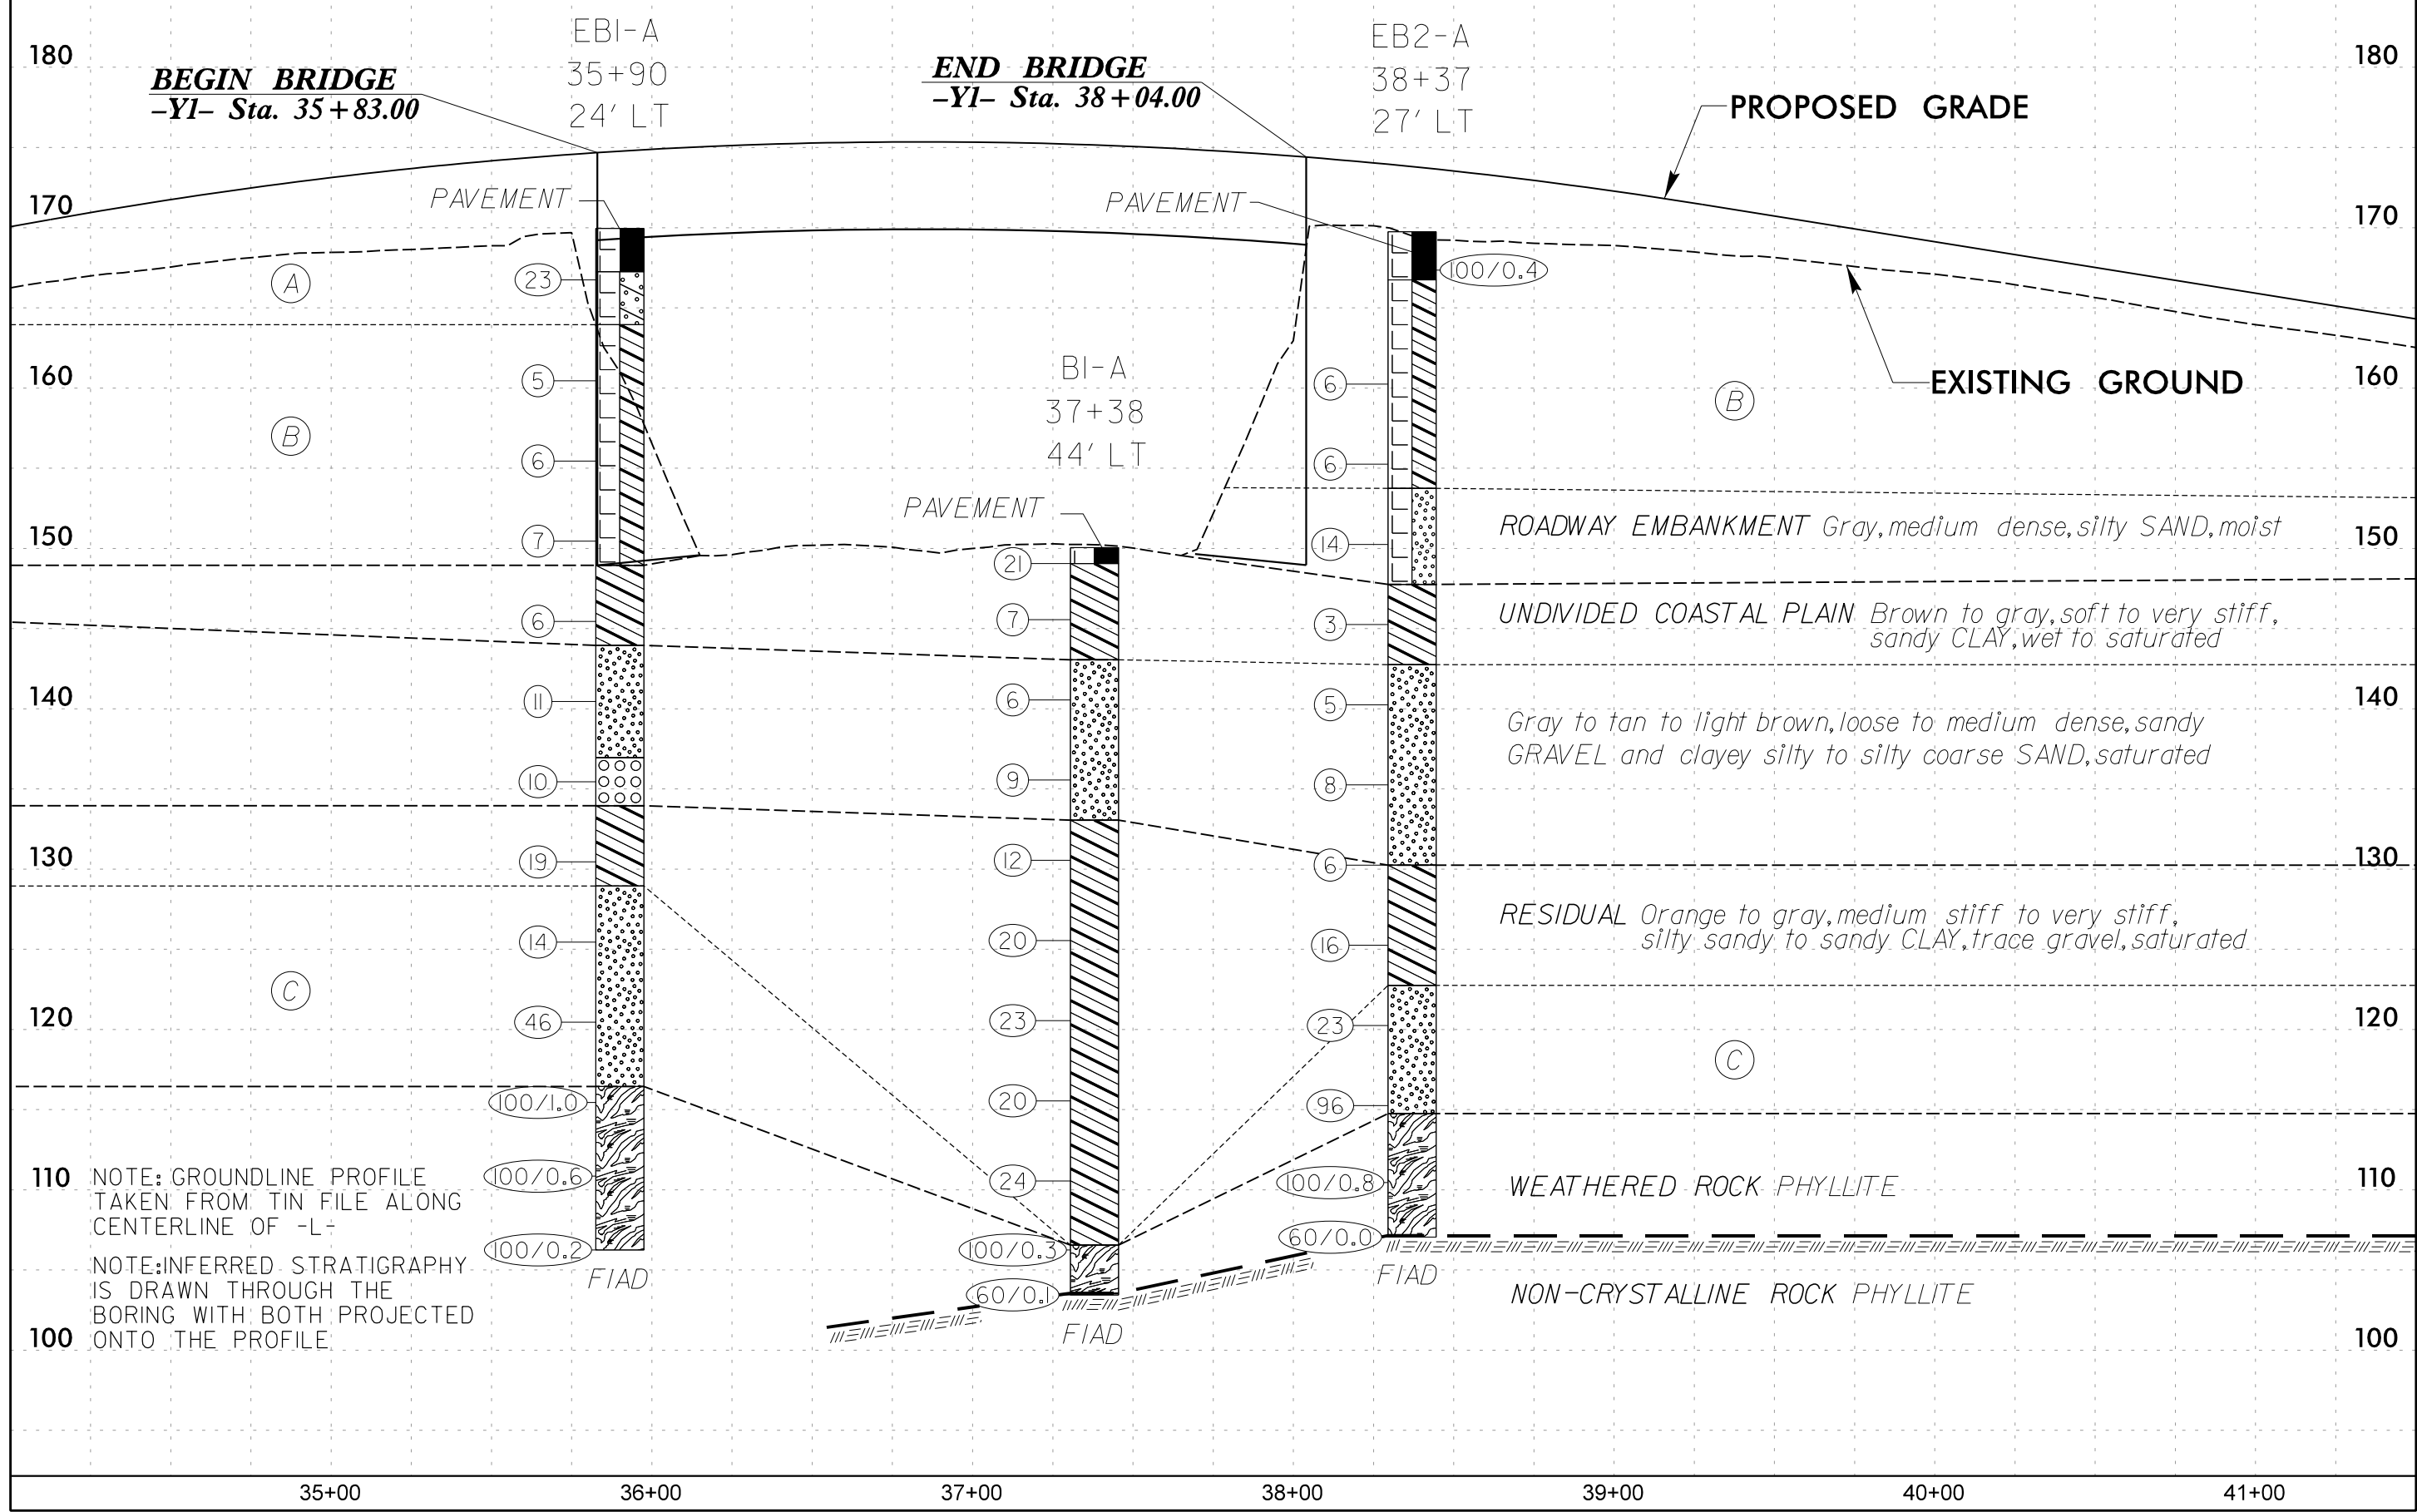 EB1-A
35+90
24' LT
EB2-A
38+37
27' LT
180
180
BEGIN BRIDGE
-Y1- Sta. 35+83.00
END BRIDGE
-Y1- Sta. 38+04.00
PROPOSED GRADE
PAVEMENT
PAVEMENT
170
170
A
23
100/0.4
B1-A
37+38
44' LT
160
160
5
6
B
EXISTING GROUND
B
6
6
PAVEMENT
150
150
7
21
14
ROADWAY EMBANKMENT Gray, medium dense, silty SAND, moist
6
7
3
UNDIVIDED COASTAL PLAIN Brown to gray, soft to very stiff,
sandy CLAY, wet to saturated
140
140
11
6
5
Gray to tan to light brown, loose to medium dense, sandy
GRAVEL and clayey silty to silty coarse SAND, saturated
10
9
8
130
130
19
12
6
RESIDUAL Orange to gray, medium stiff to very stiff,
silty sandy to sandy CLAY, trace gravel, saturated
14
20
16
C
120
120
46
23
23
C
100/1.0
20
96
110
110
NOTE: GROUNDLINE PROFILE
TAKEN FROM TIN FILE ALONG
CENTERLINE OF -L-
100/0.6
24
100/0.8
WEATHERED ROCK PHYLLITE
100/0.2
100/0.3
60/0.0
NOTE: INFERRED STRATIGRAPHY
IS DRAWN THROUGH THE
BORING WITH BOTH PROJECTED
ONTO THE PROFILE
FIAD
60/0.1
FIAD
FIAD
NON-CRYSTALLINE ROCK PHYLLITE
100
100
35+00
36+00
37+00
38+00
39+00
40+00
41+00